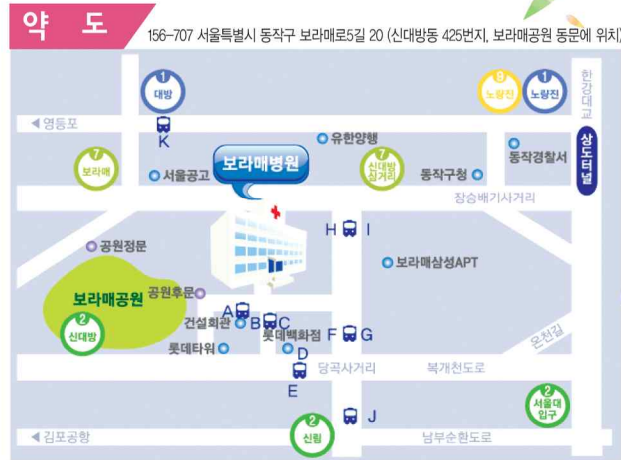 약 도
156-707 서울특별시 동작구 보라매로5길 20 (신대방동 425번지, 보라매공원 동문에 위치)
1 대방
9 노량진
1 노량진
한강대교
◀영등포
K
유한양행
7 보라매
서울공고
보라매병원
7 신대방삼거리
동작구청
동작경찰서
상도터널
장승배기사거리
H I
공원정문
보라매삼성APT
보라매공원
공원후문
2 신대방
건설회관
A B C
롯데백화점
F G
온천길
롯데타워
D
E
당곡사거리
복개천도로
2 서울대입구
J
◀김포공항
2 신림
남부순환도로